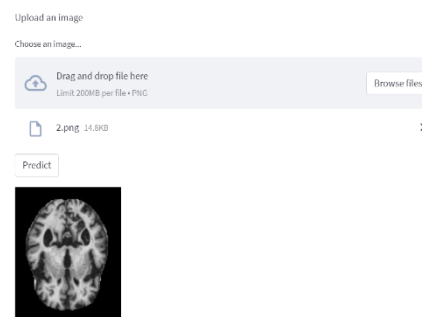 Upload an image
Choose an image...
Drag and drop file here
Limit 200MB per file • PNG
Browse files
2.png 14.8KB
Predict